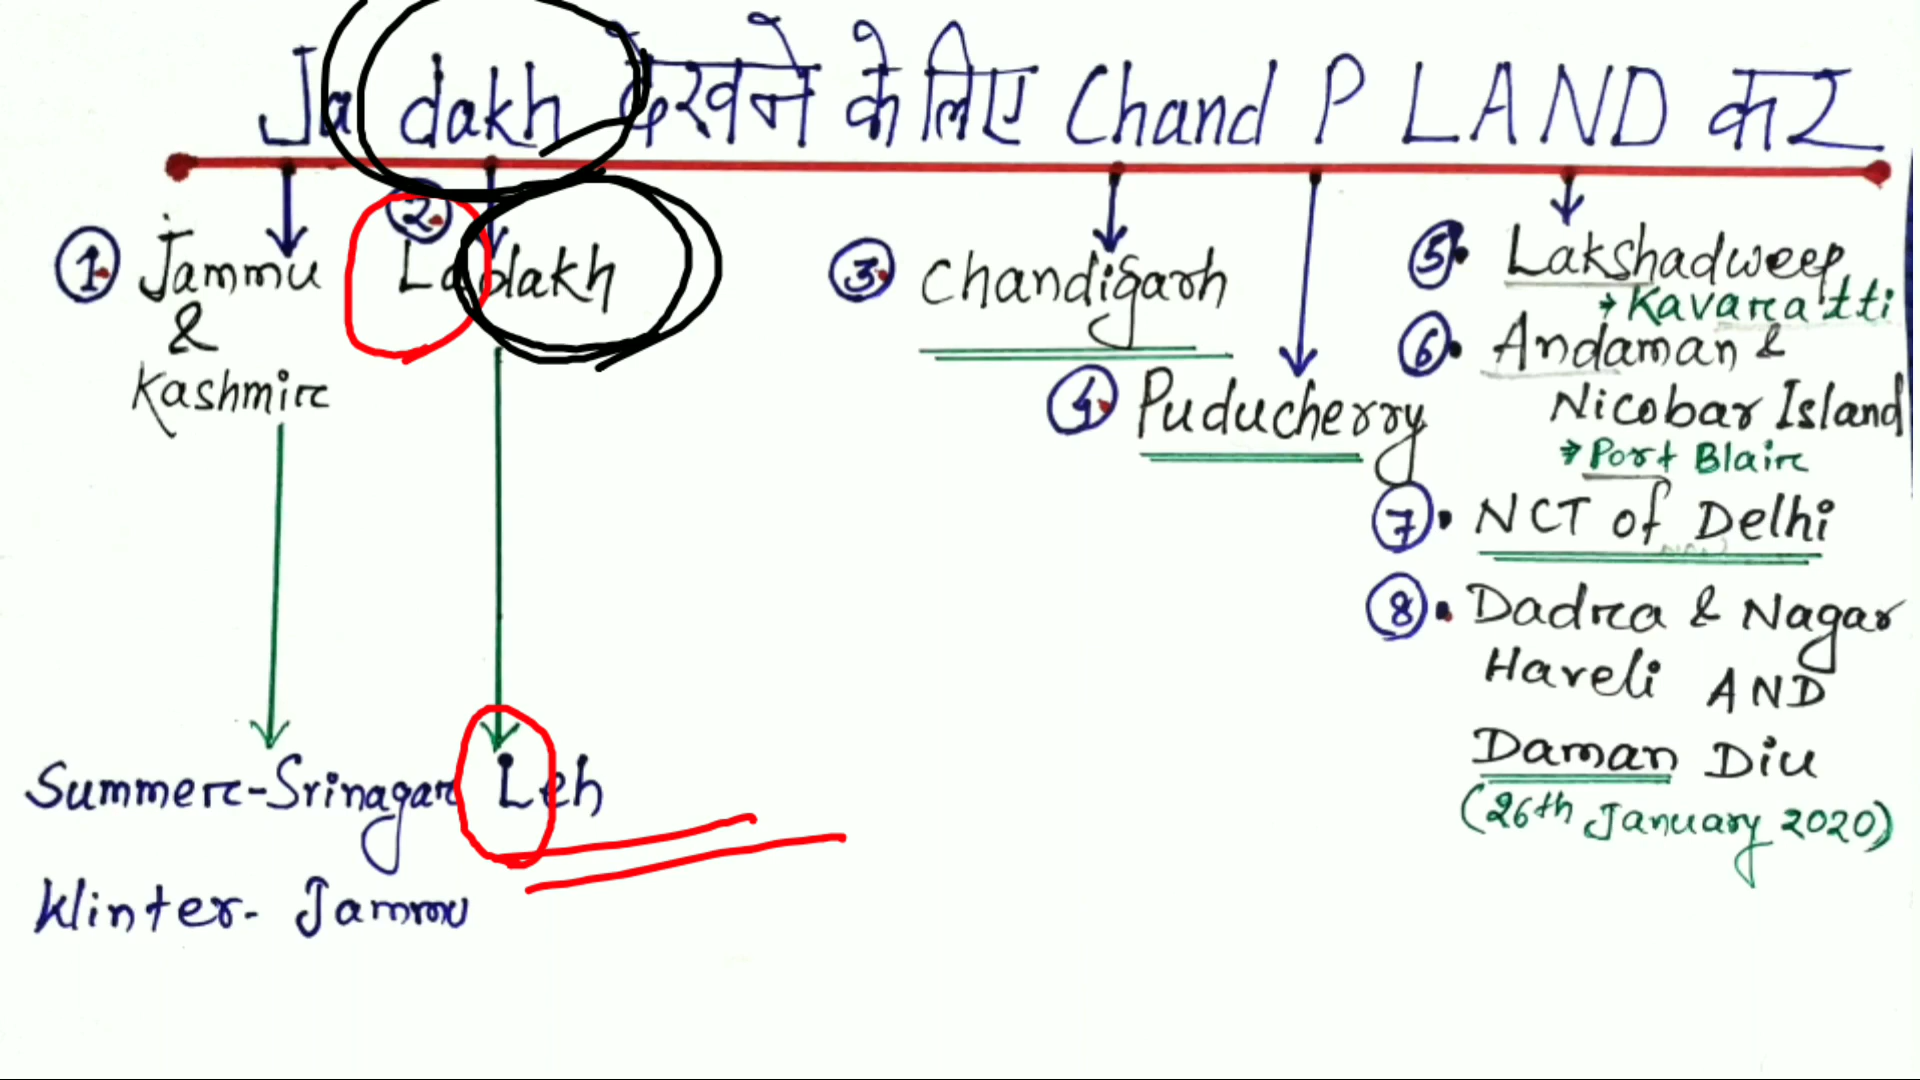 Ja dakh देखने के लिए Chand P LAND कर
1. Jammu
&
Kashmir
2. Ladakh
3. Chandigarh
4. Puducherry
5. Lakshadweep
→ Kavaratti
6. Andaman &
Nicobar Island
→ Port Blair
7. NCT of Delhi
8. Dadra & Nagar
Haveli AND
Daman Diu
(26th January 2020)
Summer-Srinagar
Winter- Jammu
Leh